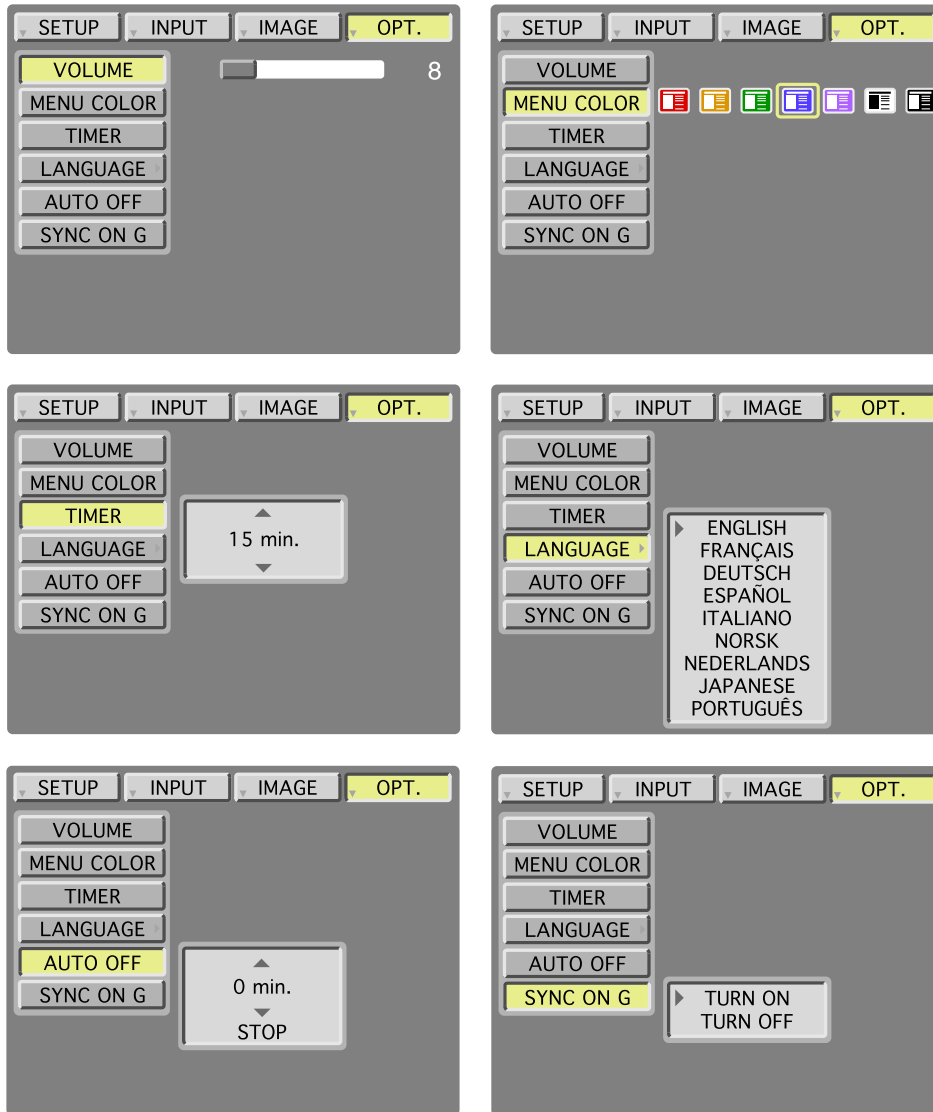 SETUP INPUT IMAGE OPT.
VOLUME 8
MENU COLOR
TIMER
LANGUAGE
AUTO OFF
SYNC ON G
SETUP INPUT IMAGE OPT.
VOLUME
MENU COLOR
TIMER
LANGUAGE
AUTO OFF
SYNC ON G
SETUP INPUT IMAGE OPT.
VOLUME
MENU COLOR
TIMER
15 min.
LANGUAGE
AUTO OFF
SYNC ON G
SETUP INPUT IMAGE OPT.
VOLUME
MENU COLOR
TIMER
LANGUAGE
AUTO OFF
SYNC ON G
ENGLISH
FRANÇAIS
DEUTSCH
ESPAÑOL
ITALIANO
NORSK
NEDERLANDS
JAPANESE
PORTUGUÊS
SETUP INPUT IMAGE OPT.
VOLUME
MENU COLOR
TIMER
LANGUAGE
AUTO OFF
SYNC ON G
0 min.
STOP
SETUP INPUT IMAGE OPT.
VOLUME
MENU COLOR
TIMER
LANGUAGE
AUTO OFF
SYNC ON G
TURN ON
TURN OFF